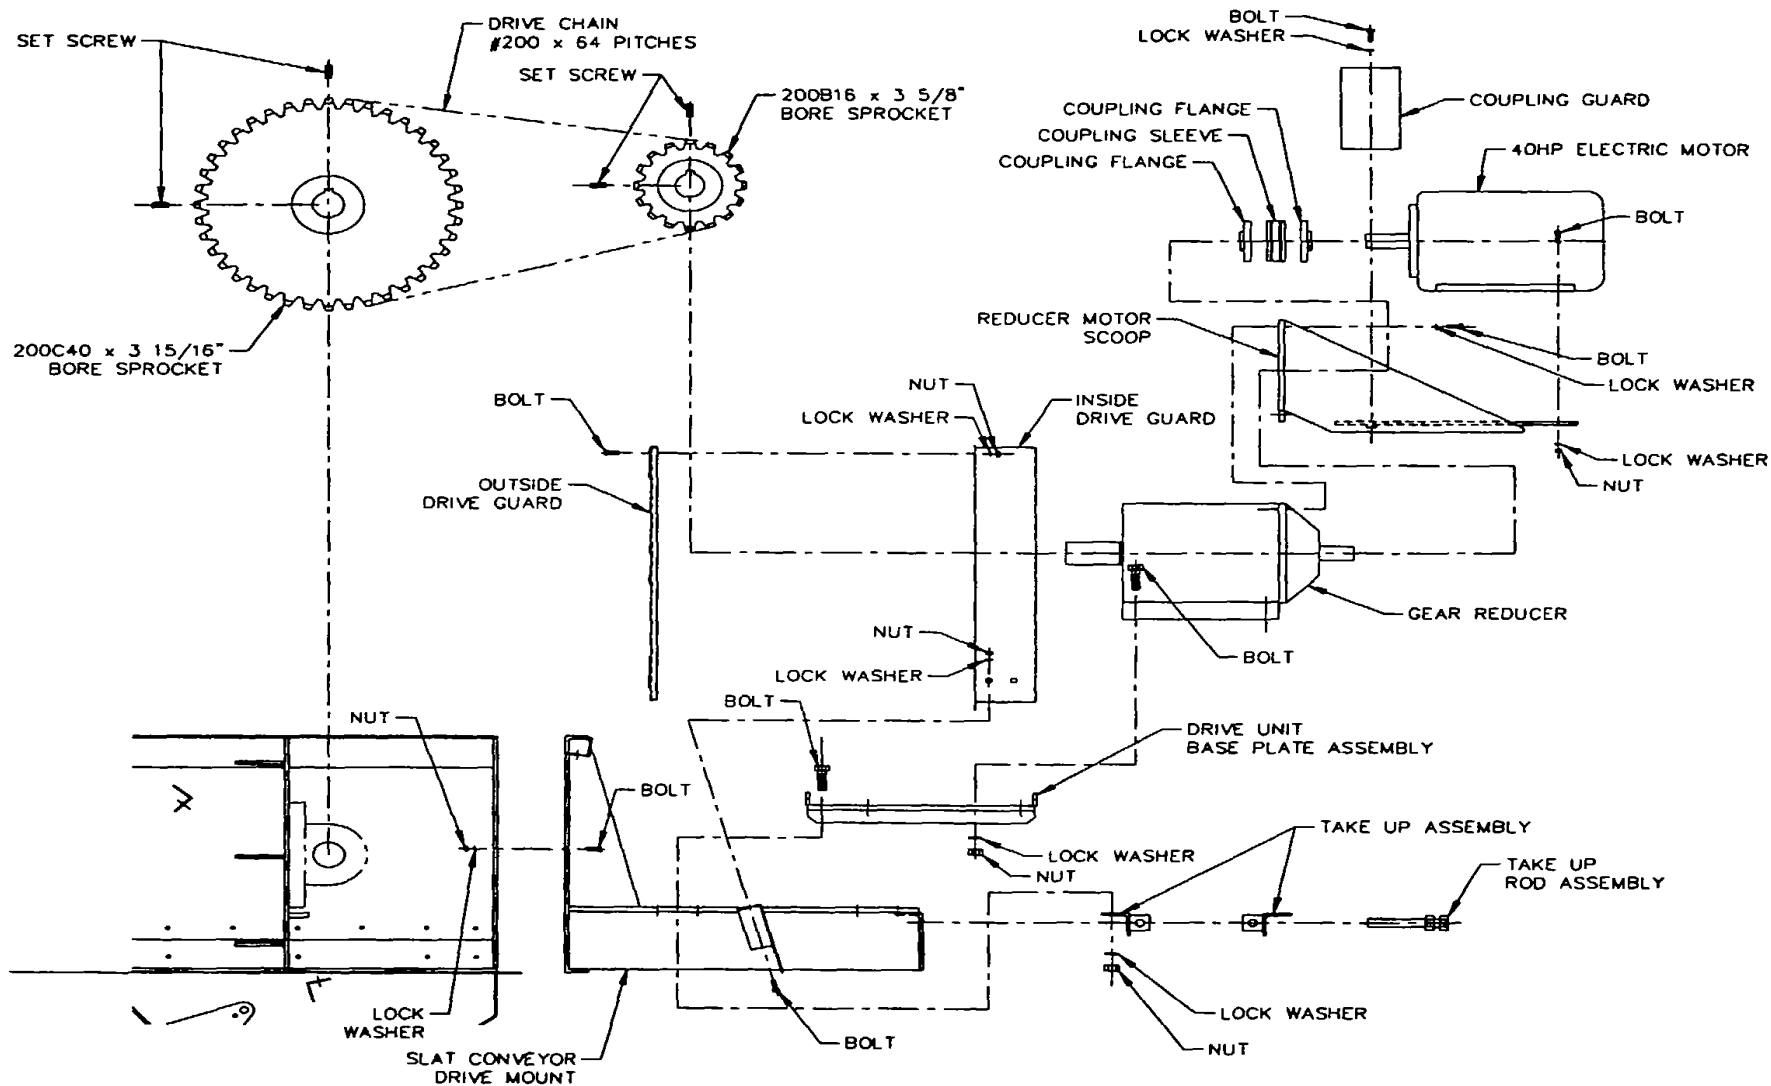 SET SCREW
DRIVE CHAIN
#200 x 64 PITCHES
SET SCREW
200B16 x 3 5/8"
BORE SPROCKET
BOLT
LOCK WASHER
COUPLING GUARD
COUPLING FLANGE
COUPLING SLEEVE
COUPLING FLANGE
40HP ELECTRIC MOTOR
BOLT
200C40 x 3 15/16"
BORE SPROCKET
REDUCER MOTOR
SCOOP
BOLT
LOCK WASHER
BOLT
NUT
LOCK WASHER
INSIDE
DRIVE GUARD
LOCK WASHER
NUT
OUTSIDE
DRIVE GUARD
GEAR REDUCER
NUT
LOCK WASHER
BOLT
BOLT
NUT
DRIVE UNIT
BASE PLATE ASSEMBLY
BOLT
TAKE UP ASSEMBLY
LOCK WASHER
NUT
TAKE UP
ROD ASSEMBLY
LOCK
WASHER
LOCK WASHER
NUT
BOLT
SLAT CONVEYOR
DRIVE MOUNT